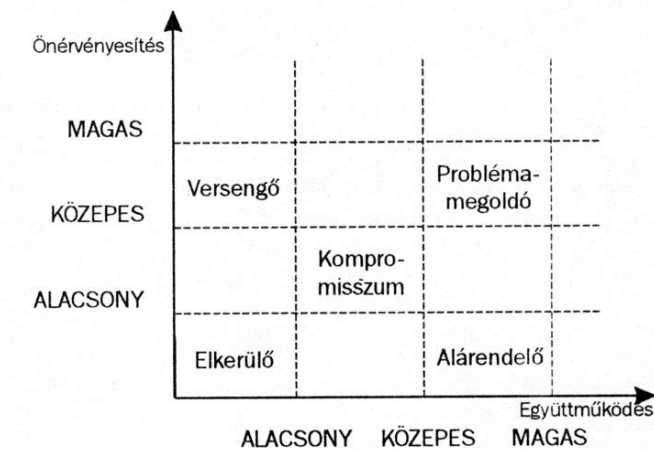 Önérvényesítés
MAGAS
Versengő
Probléma-
megoldó
KÖZEPES
Kompro-
misszum
ALACSONY
Elkerülő
Alárendelő
Együttműködés
ALACSONY KÖZEPES MAGAS